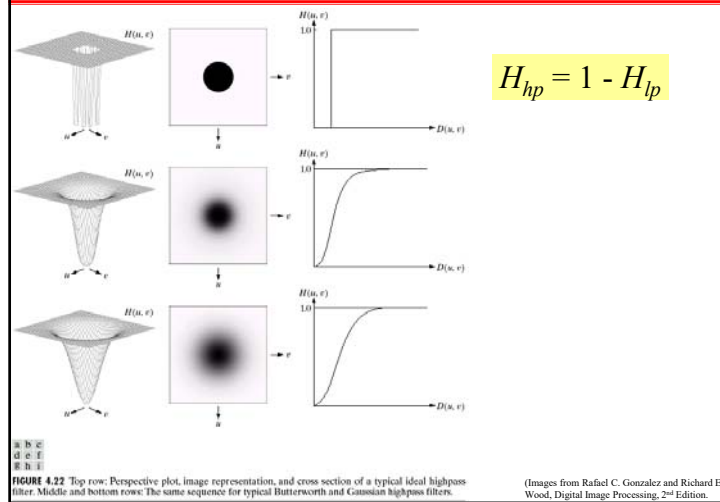 H(u, v)
H(u, v)
1.0
v
D(u, v)
u
v
u
H_hp = 1 - H_lp
H(u, v)
H(u, v)
1.0
v
D(u, v)
u
v
u
H(u, v)
H(u, v)
1.0
v
D(u, v)
u
v
u
a b c
d e f
g h i
FIGURE 4.22 Top row: Perspective plot, image representation, and cross section of a typical ideal highpass
filter. Middle and bottom rows: The same sequence for typical Butterworth and Gaussian highpass filters.
(Images from Rafael C. Gonzalez and Richard E.
Wood, Digital Image Processing, 2nd Edition.